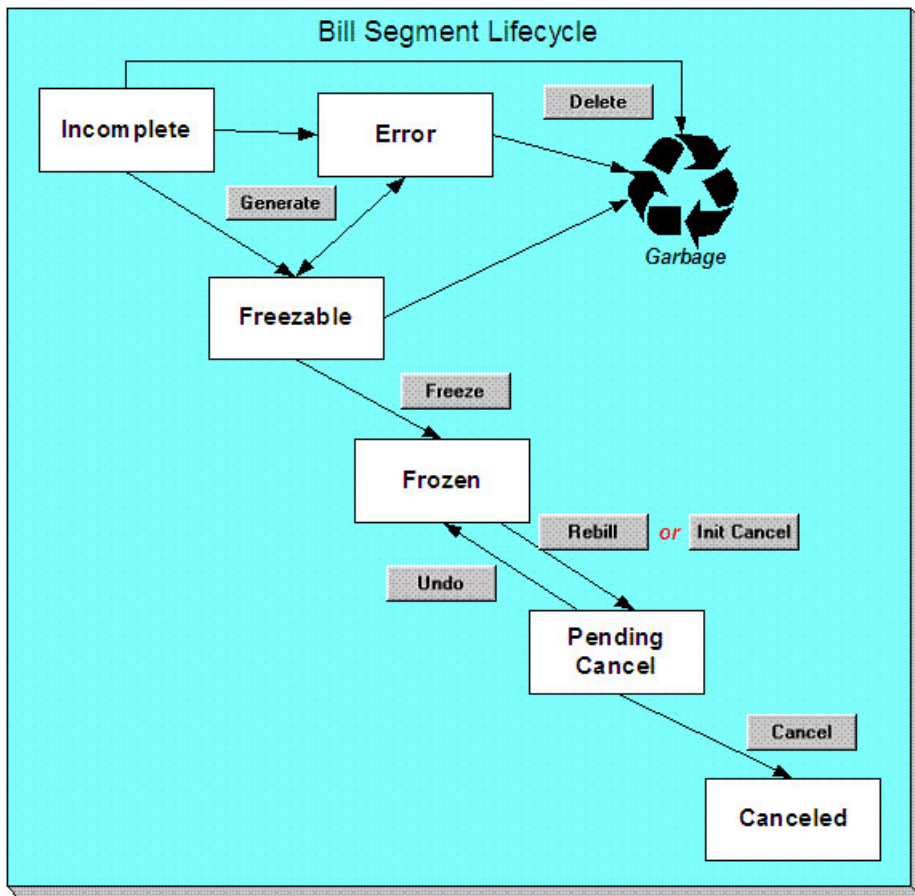 Bill Segment Lifecycle
Delete
Incomplete
Error
Generate
Garbage
Freezable
Freeze
Frozen
Rebill or Init Cancel
Undo
Pending
Cancel
Cancel
Canceled